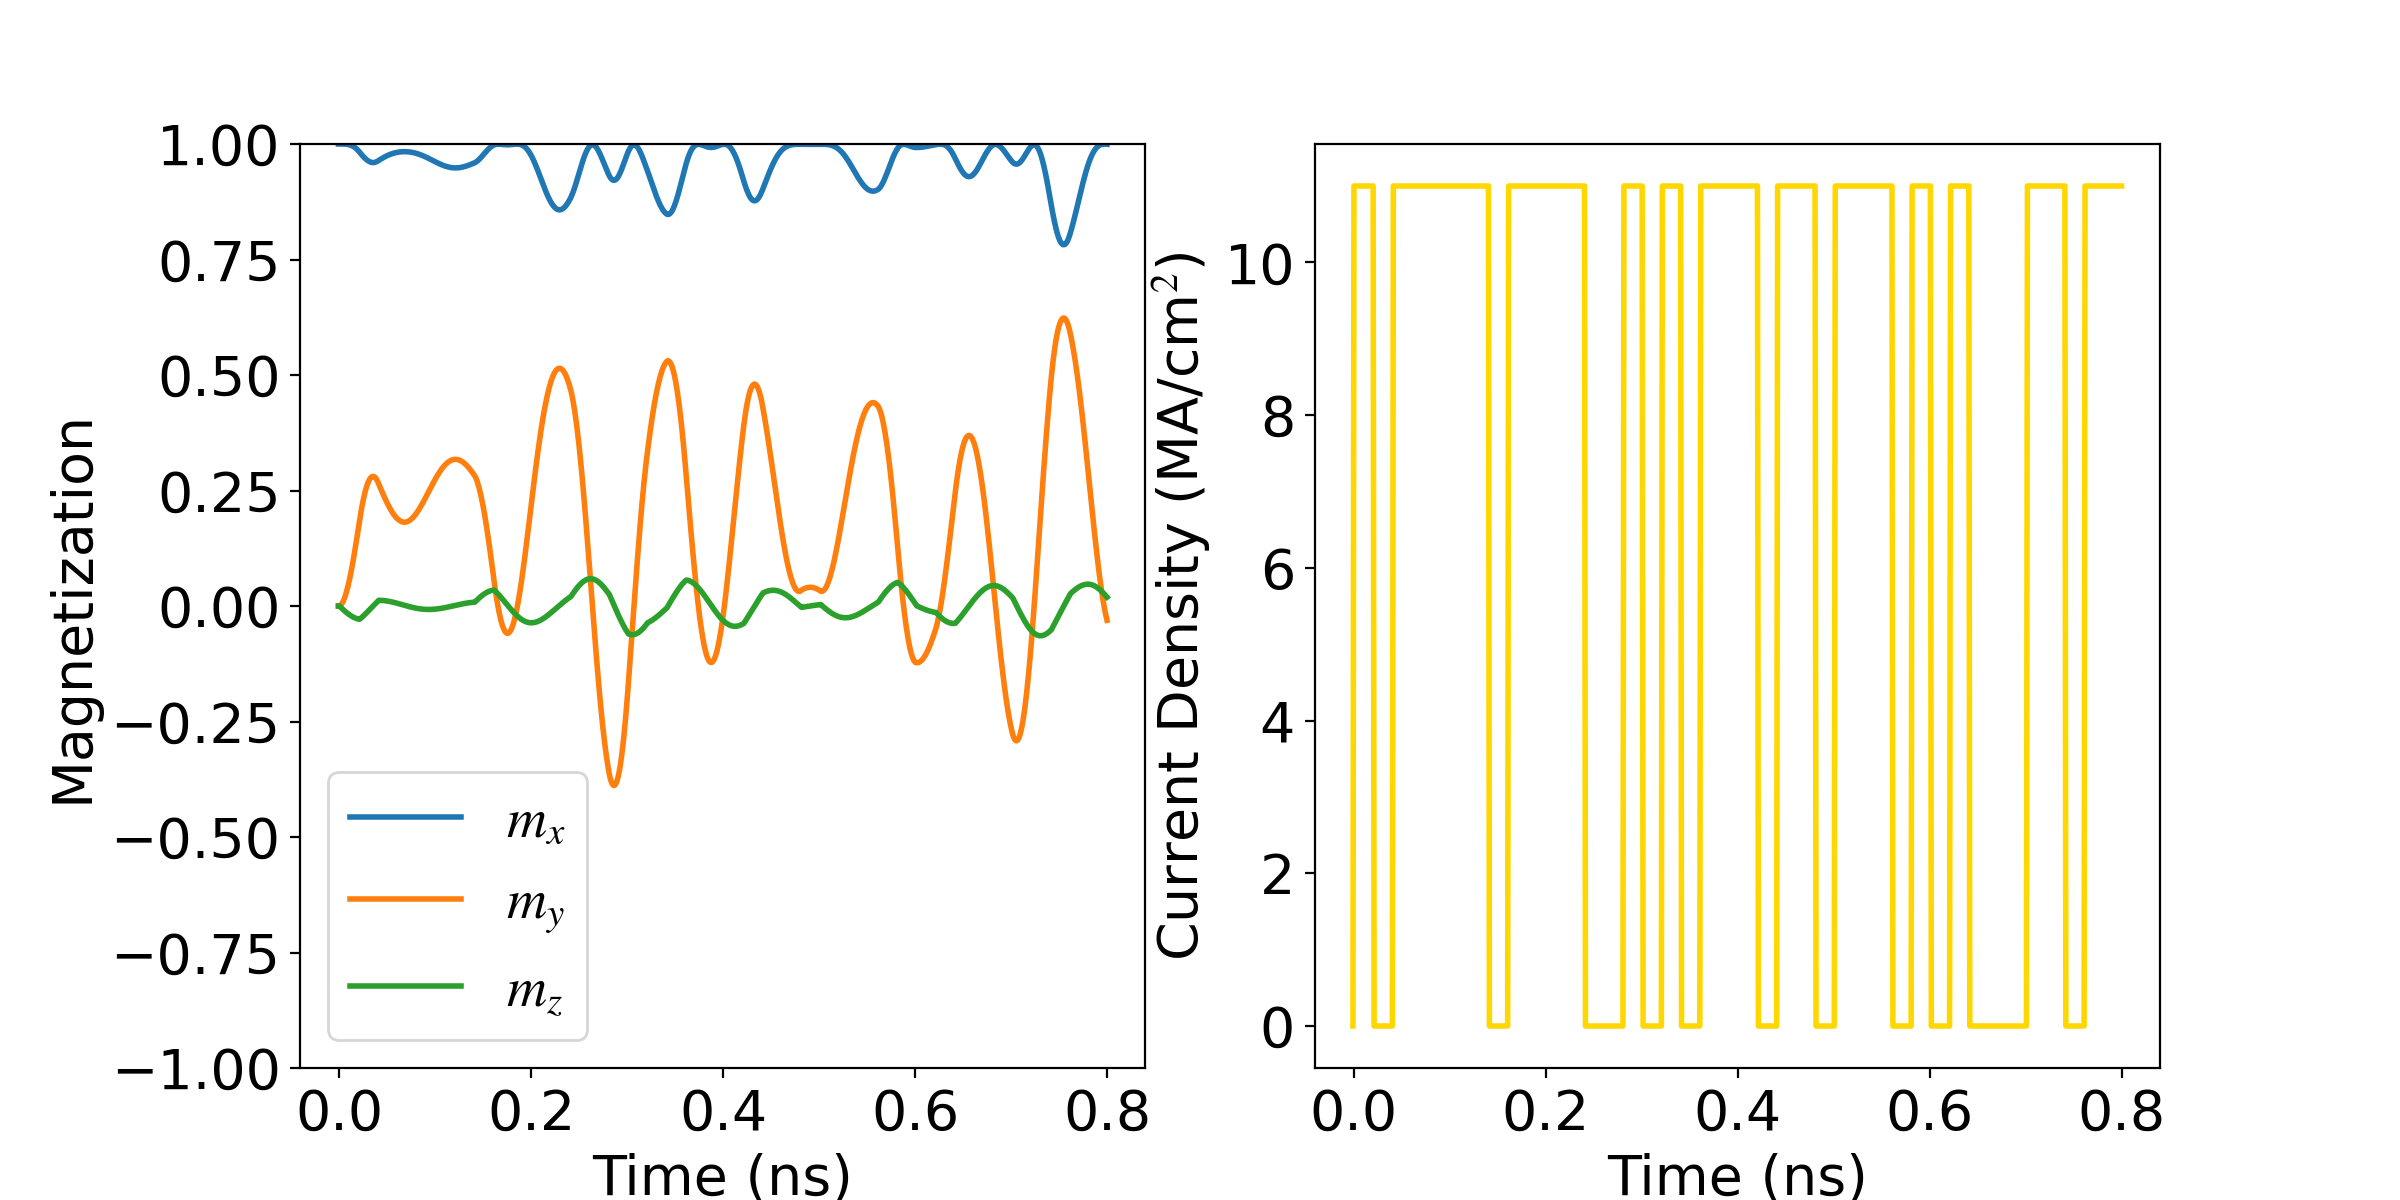 Magnetization
1.00
0.75
0.50
0.25
0.00
−0.25
−0.50
−0.75
−1.00
m_x
m_y
m_z
0.0 0.2 0.4 0.6 0.8
Time (ns)
Current Density (MA/cm²)
10
8
6
4
2
0
0.0 0.2 0.4 0.6 0.8
Time (ns)